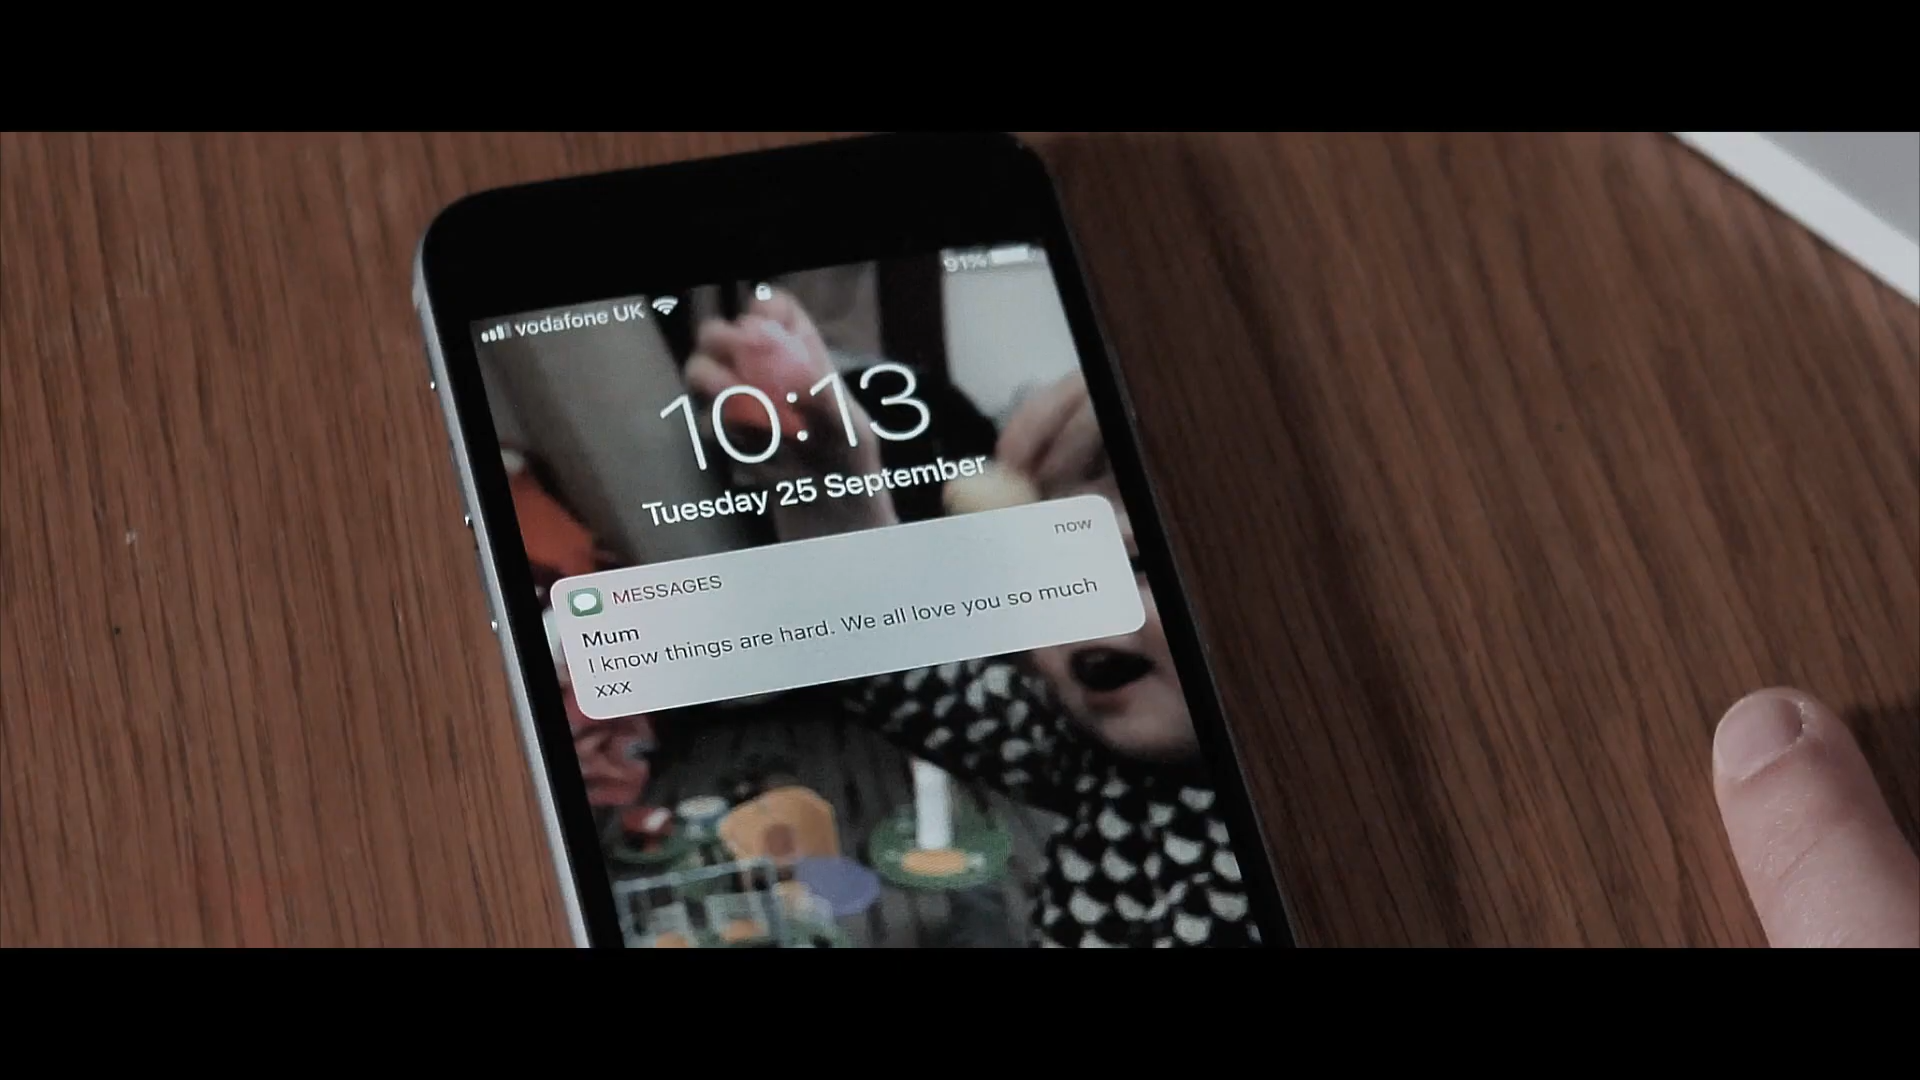 vodafone UK
91%
10:13
Tuesday 25 September
MESSAGES
now
Mum
I know things are hard. We all love you so much
xxx